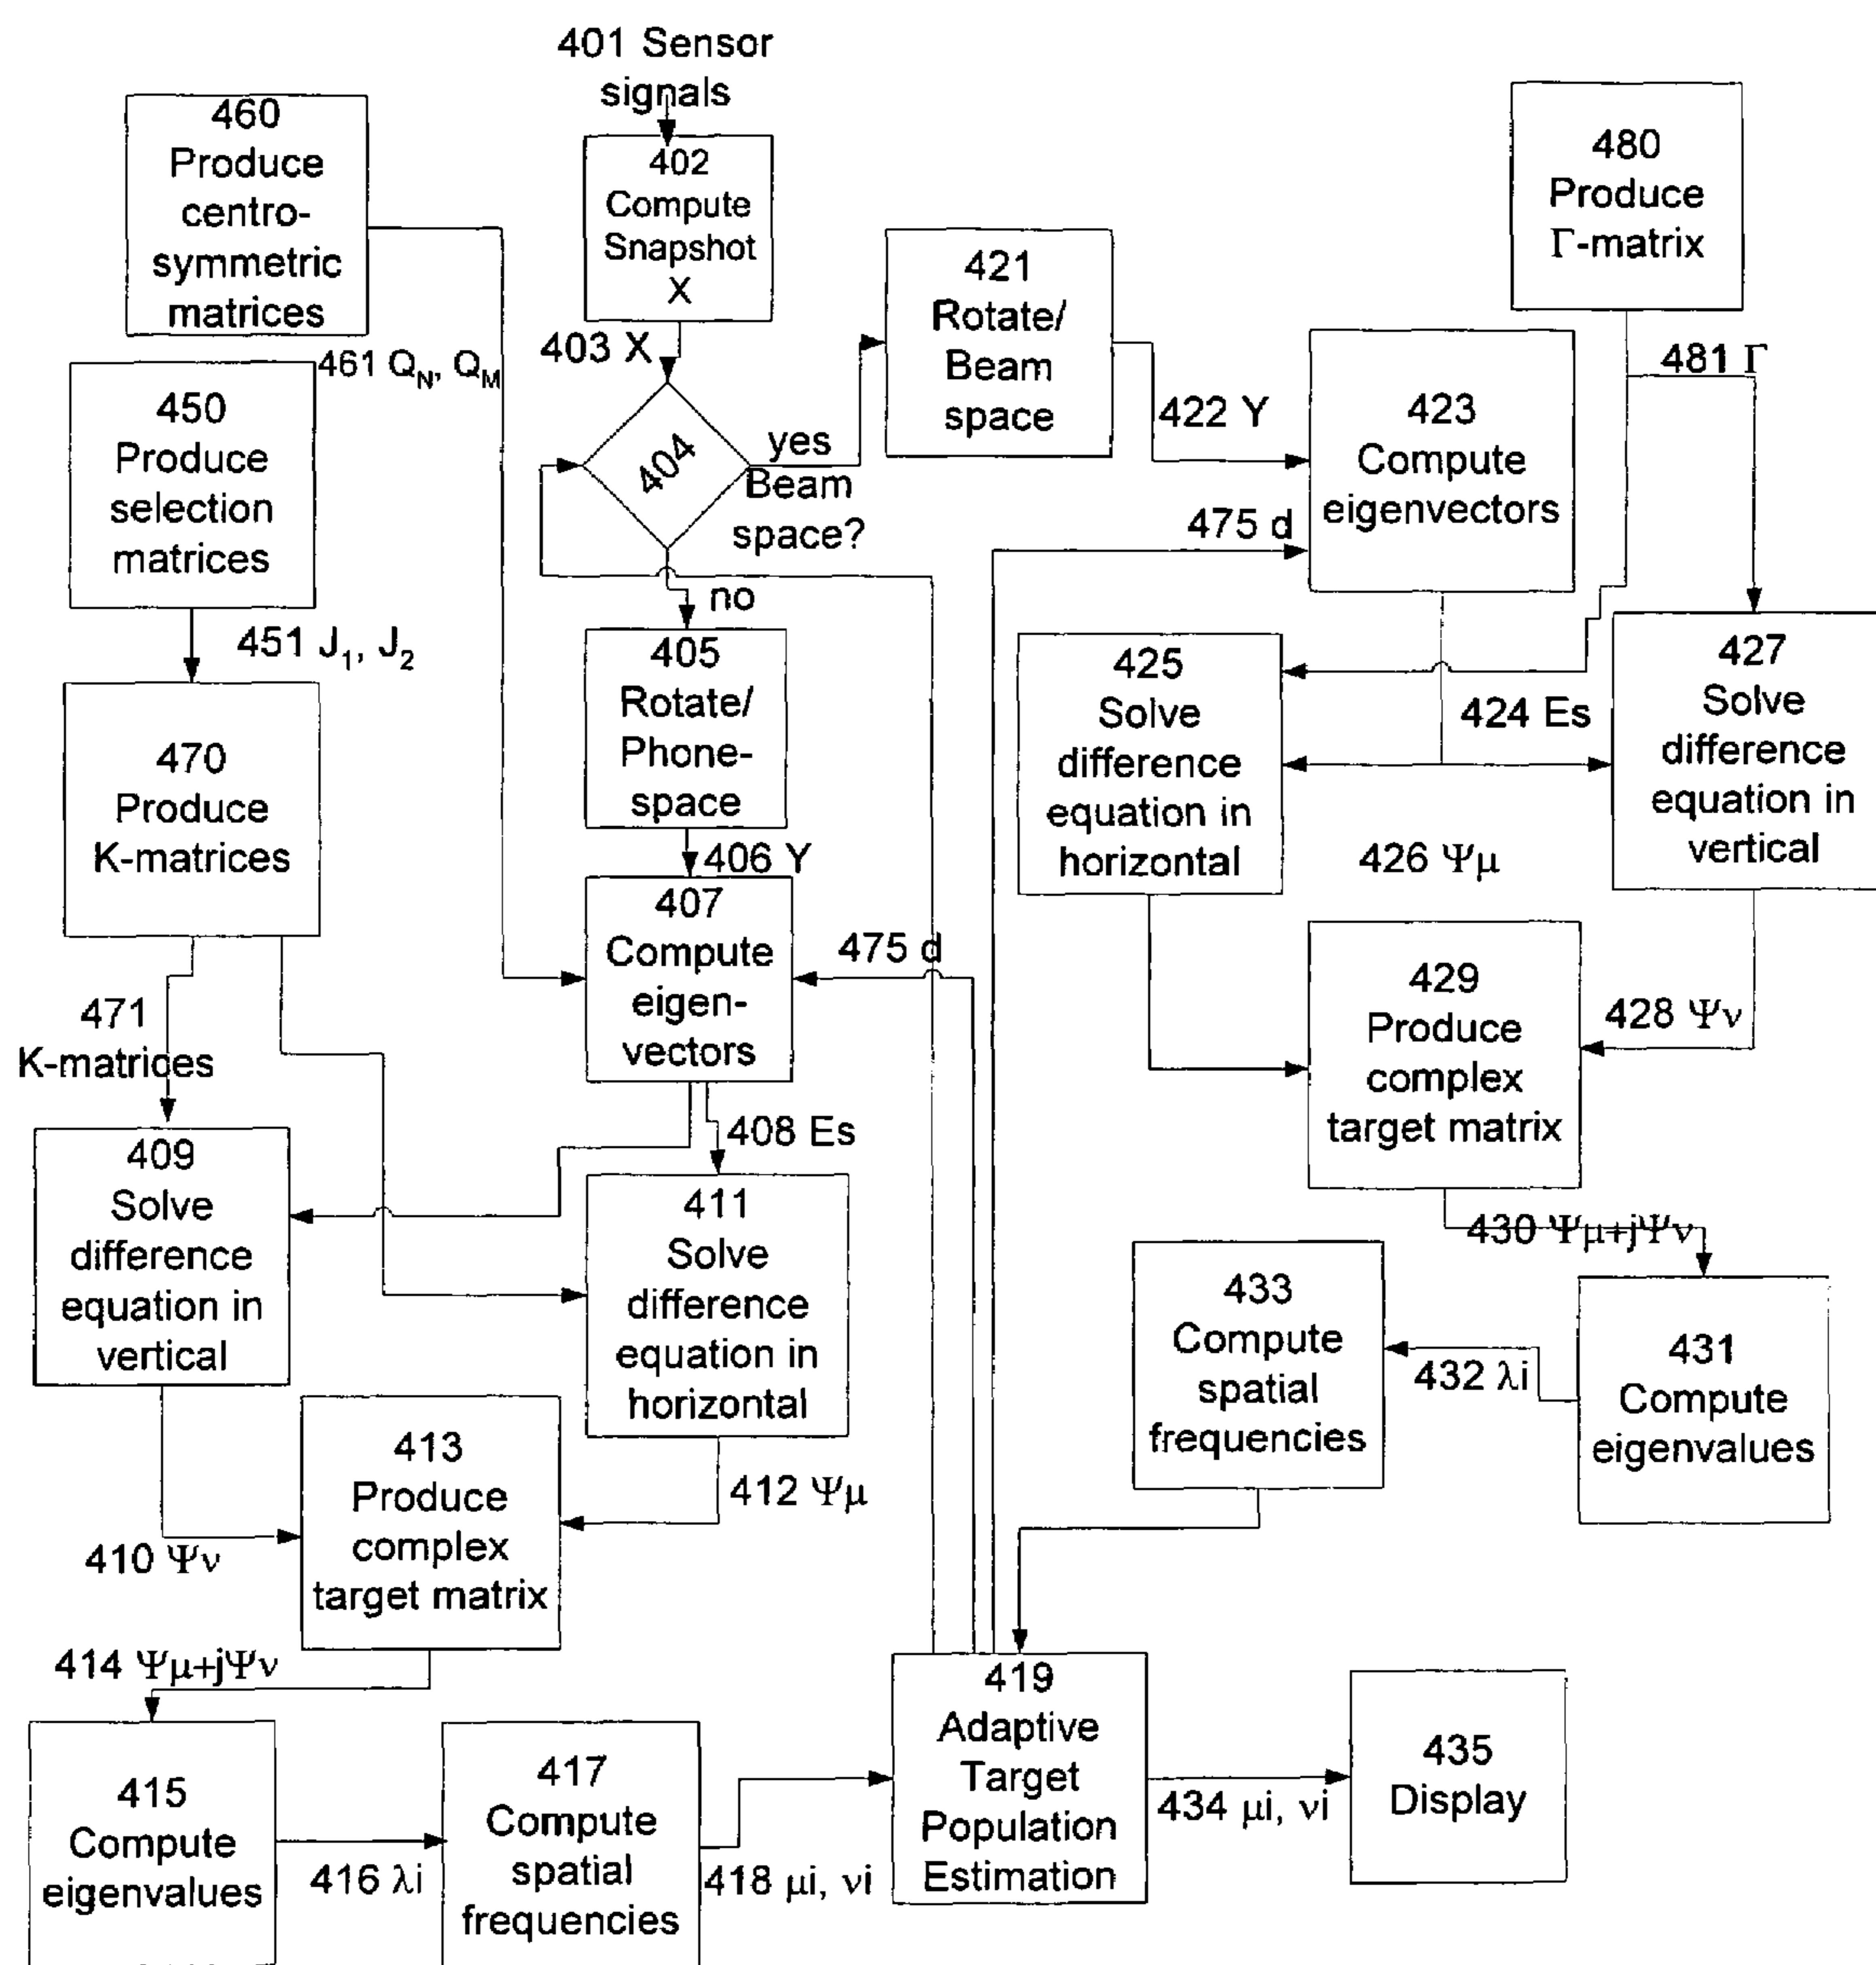 401 Sensor
signals
460
Produce
centro-
symmetric
matrices
402
Compute
Snapshot
X
480
Produce
Γ-matrix
403 X
461 Q_N, Q_M
421
Rotate/
Beam
space
481 Γ
450
Produce
selection
matrices
404
yes
Beam
space?
422 Y
423
Compute
eigenvectors
475 d
no
451 J_1, J_2
405
Rotate/
Phone-
space
425
Solve
difference
equation in
horizontal
424 Es
427
Solve
difference
equation in
vertical
470
Produce
K-matrices
406 Y
426 Ψμ
407
Compute
eigen-
vectors
475 d
429
Produce
complex
target matrix
428 Ψν
471
K-matrices
408 Es
409
Solve
difference
equation in
vertical
411
Solve
difference
equation in
horizontal
430 Ψμ+jΨν
433
Compute
spatial
frequencies
432 λi
431
Compute
eigenvalues
413
Produce
complex
target matrix
412 Ψμ
410 Ψν
414 Ψμ+jΨν
419
Adaptive
Target
Population
Estimation
415
Compute
eigenvalues
416 λi
417
Compute
spatial
frequencies
418 μi, νi
434 μi, νi
435
Display